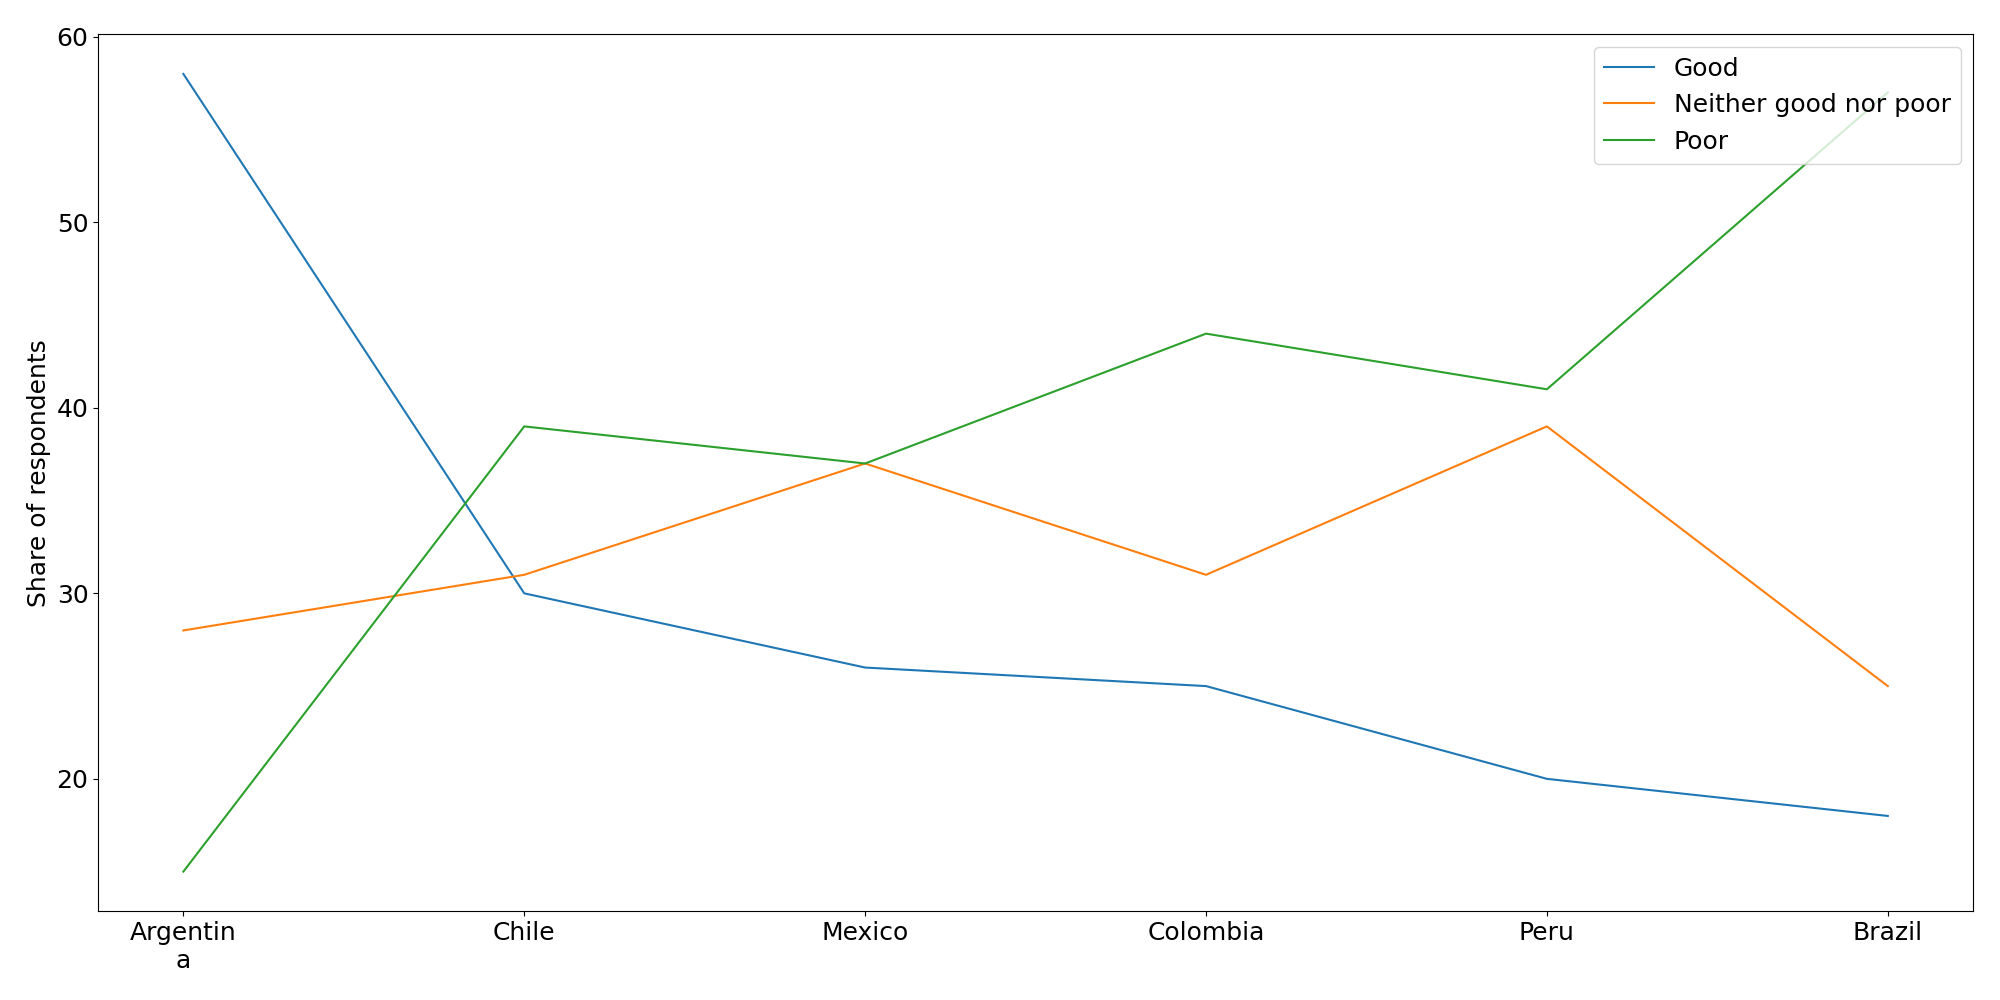 60
50
40
30
20
Share of respondents
Good
Neither good nor poor
Poor
Argentin
a
Chile
Mexico
Colombia
Peru
Brazil